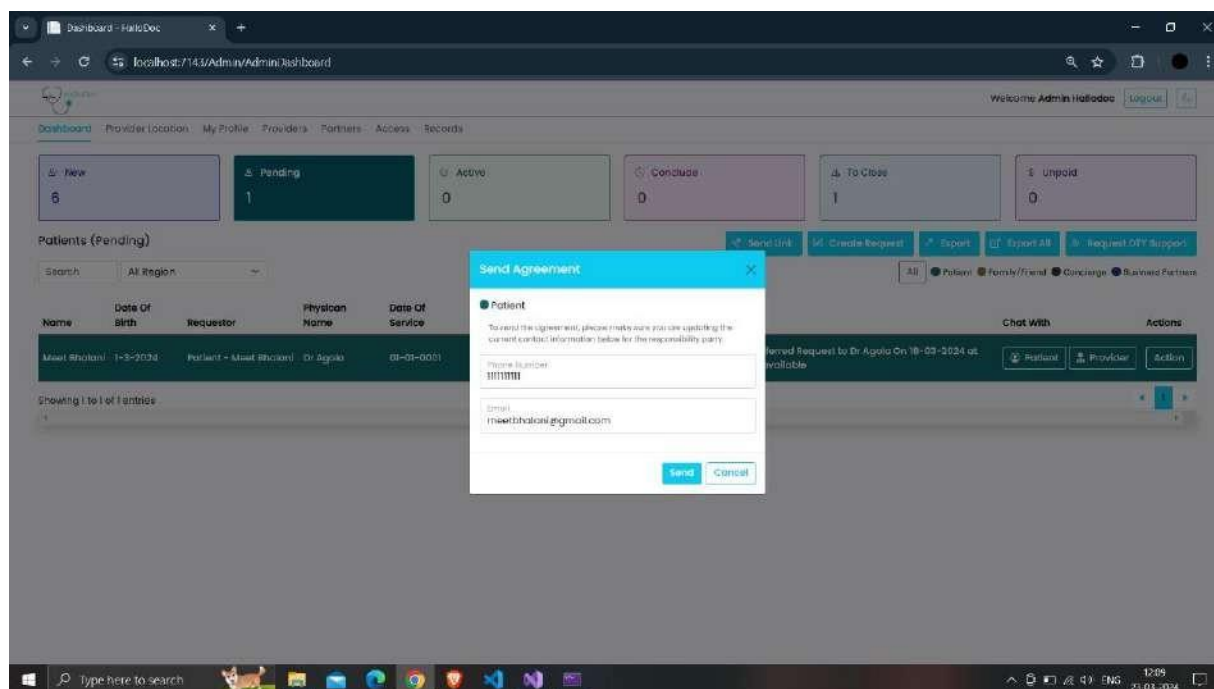 Dashboard - HalloDoc
localhost:7143/Admin/AdminDashboard
Welcome Admin Hallodoc Logout
Dashboard Provider Location My Profile Providers Partners Access Records
New Pending Active Conclude To Close Unpaid
6 1 0 0 1 0
Patients (Pending)
Send Link Create Request Export Export All Request DTY Support
Search All Region
All Patient Family/Friend Concierge Business Partners
Send Agreement
Patient
To send the agreement, please make sure you are updating the
current contact information below for the responsibility party.
Phone Number
1111111111
Email
meetbhalani@gmail.com
Send Cancel
Name Date Of Birth Requestor Physican Name Date Of Service Chat With Actions
Meet Bhalani 1-3-2024 Patient - Meet Bhalani Dr Agola 01-01-0001
ferred Request to Dr Agola On 18-03-2024 at
vailable
Patient Provider Action
Showing 1 to 1 of 1 entries
1
Type here to search
ENG
12:09
23-03-2024